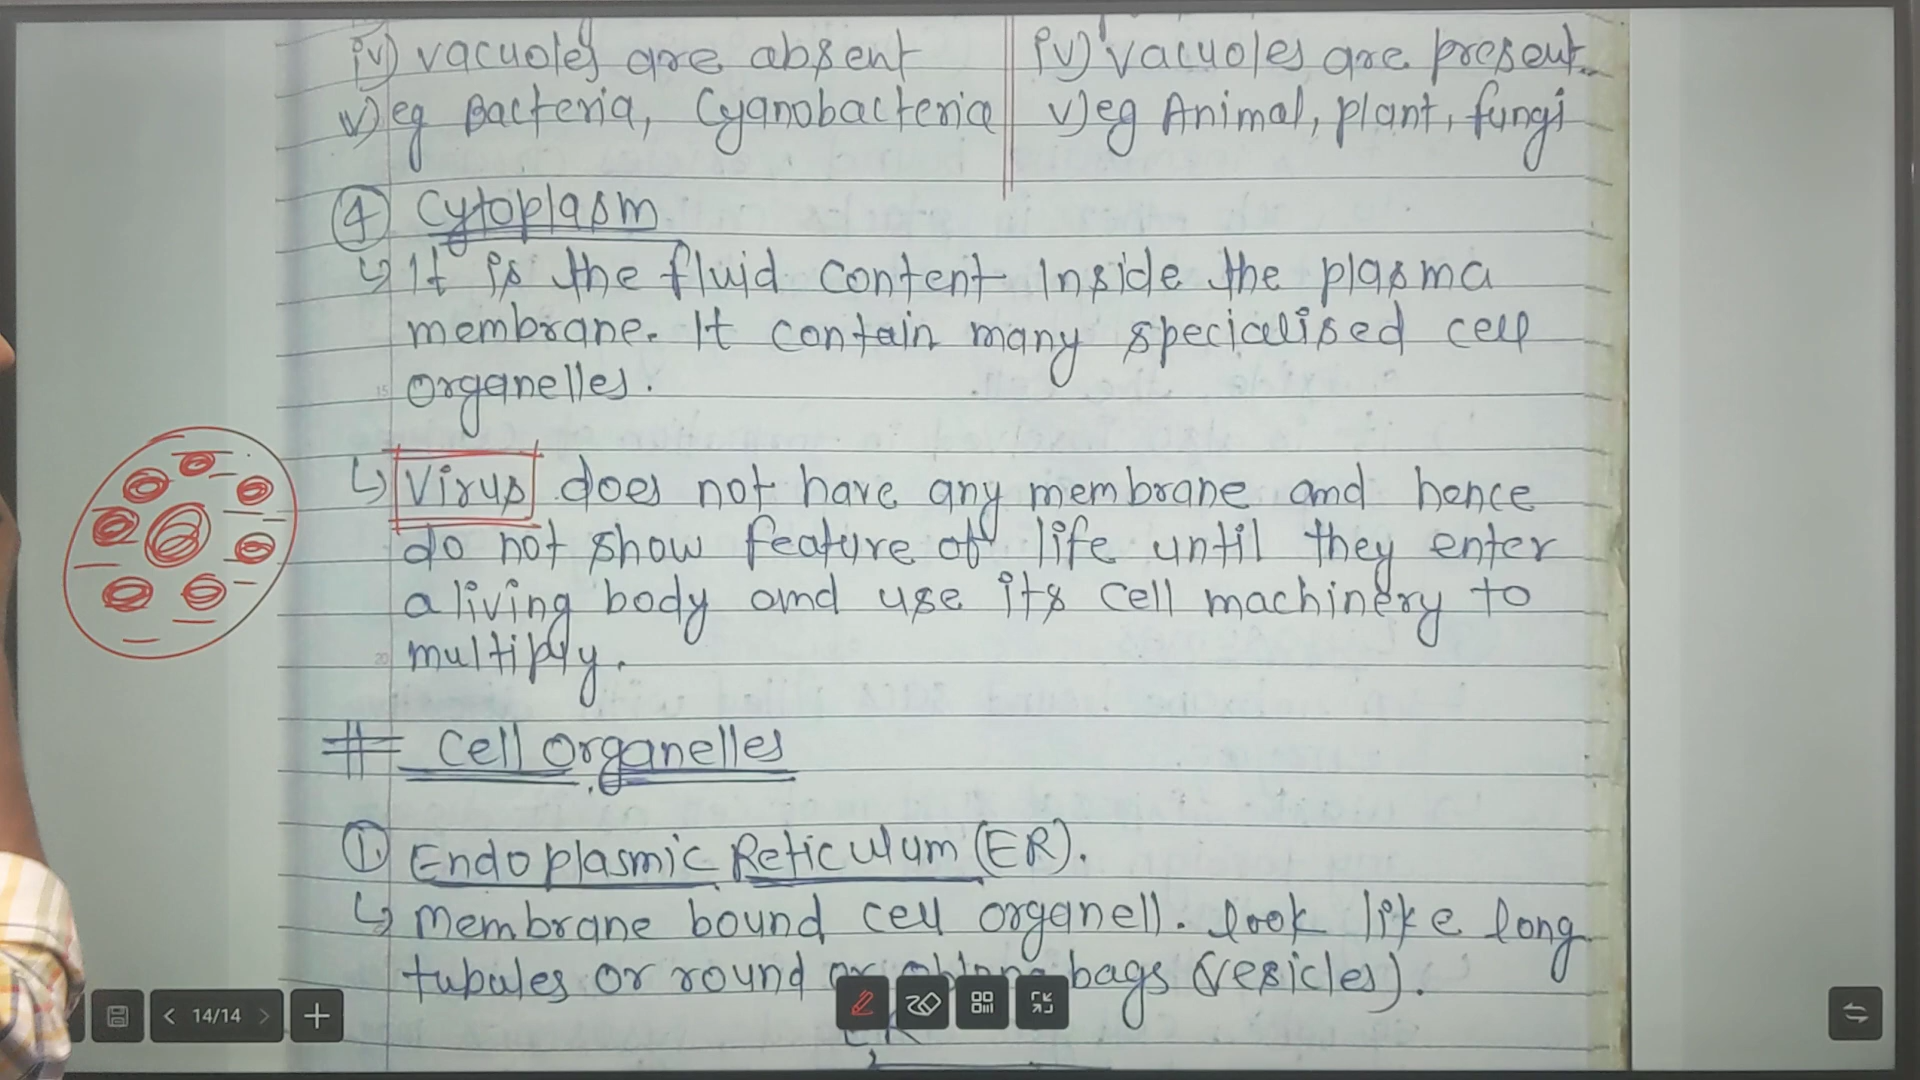 iv) vacuoles are absent
v) eg Bacteria, Cyanobacteria
iv) vacuoles are present.
v) eg Animal, plant, fungi
4 Cytoplasm
It is the fluid content Inside the plasma
membrane. It contain many specialised cell
organelles.
Virus does not have any membrane and hence
do not show feature of life until they enter
a living body and use its cell machinery to
multiply.
# Cell organelles
1 Endoplasmic Reticulum (ER).
Membrane bound cell organell. look like long
tubules or round or oblong bags (vesicles).
ER
14/14